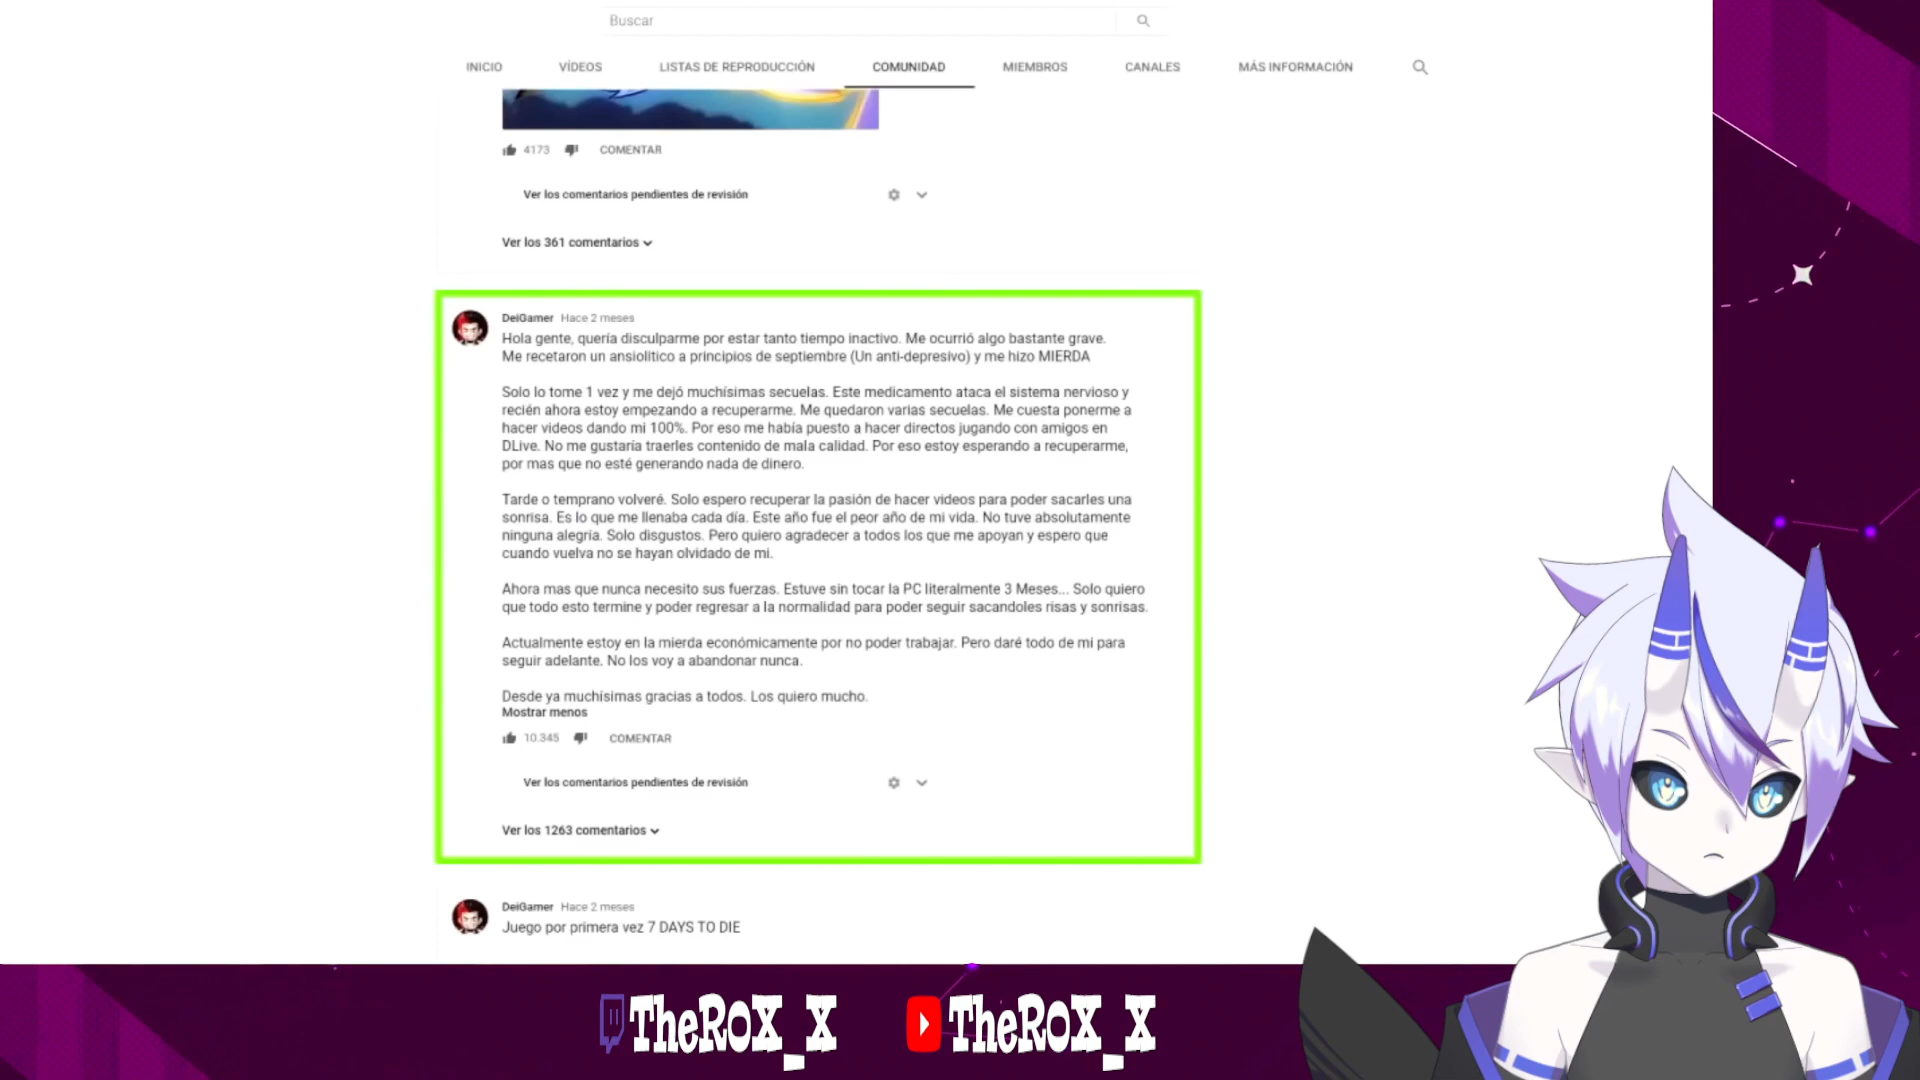 Buscar
INICIO VÍDEOS LISTAS DE REPRODUCCIÓN COMUNIDAD MIEMBROS CANALES MÁS INFORMACIÓN
4173 COMENTAR
Ver los comentarios pendientes de revisión
Ver los 361 comentarios
DeiGamer Hace 2 meses
Hola gente, quería disculparme por estar tanto tiempo inactivo. Me ocurrió algo bastante grave.
Me recetaron un ansiolítico a principios de septiembre (Un anti-depresivo) y me hizo MIERDA
Solo lo tome 1 vez y me dejó muchísimas secuelas. Este medicamento ataca el sistema nervioso y
recién ahora estoy empezando a recuperarme. Me quedaron varias secuelas. Me cuesta ponerme a
hacer videos dando mi 100%. Por eso me había puesto a hacer directos jugando con amigos en
DLive. No me gustaría traerles contenido de mala calidad. Por eso estoy esperando a recuperarme,
por mas que no esté generando nada de dinero.
Tarde o temprano volveré. Solo espero recuperar la pasión de hacer videos para poder sacarles una
sonrisa. Es lo que me llenaba cada día. Este año fue el peor año de mi vida. No tuve absolutamente
ninguna alegría. Solo disgustos. Pero quiero agradecer a todos los que me apoyan y espero que
cuando vuelva no se hayan olvidado de mi.
Ahora mas que nunca necesito sus fuerzas. Estuve sin tocar la PC literalmente 3 Meses... Solo quiero
que todo esto termine y poder regresar a la normalidad para poder seguir sacandoles risas y sonrisas.
Actualmente estoy en la mierda económicamente por no poder trabajar. Pero daré todo de mi para
seguir adelante. No los voy a abandonar nunca.
Desde ya muchísimas gracias a todos. Los quiero mucho.
Mostrar menos
10.345 COMENTAR
Ver los comentarios pendientes de revisión
Ver los 1263 comentarios
DeiGamer Hace 2 meses
Juego por primera vez 7 DAYS TO DIE
TheRoX_X TheRoX_X